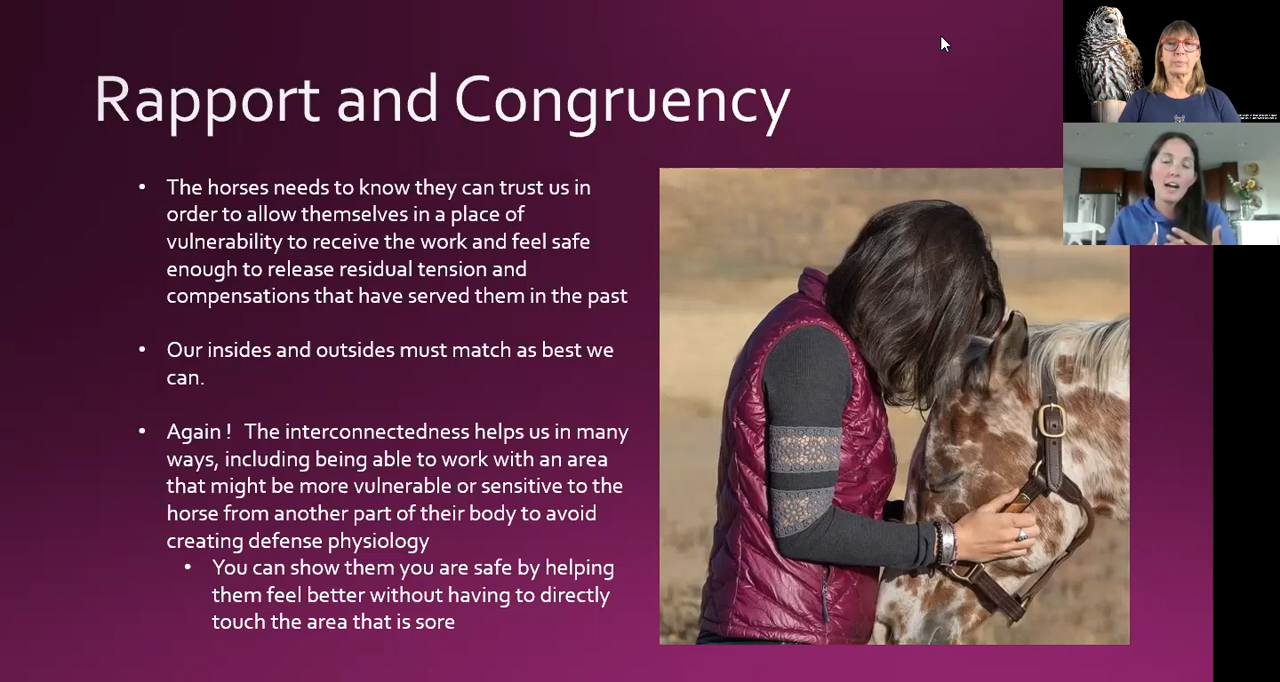 Rapport and Congruency
• The horses needs to know they can trust us in
order to allow themselves in a place of
vulnerability to receive the work and feel safe
enough to release residual tension and
compensations that have served them in the past
• Our insides and outsides must match as best we
can.
• Again ! The interconnectedness helps us in many
ways, including being able to work with an area
that might be more vulnerable or sensitive to the
horse from another part of their body to avoid
creating defense physiology
• You can show them you are safe by helping
them feel better without having to directly
touch the area that is sore